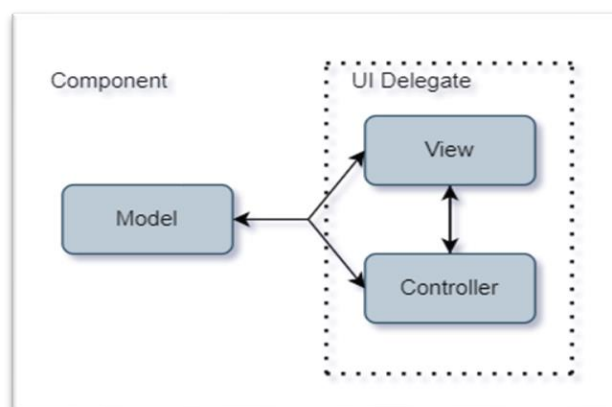 Component
UI Delegate
View
Model
Controller